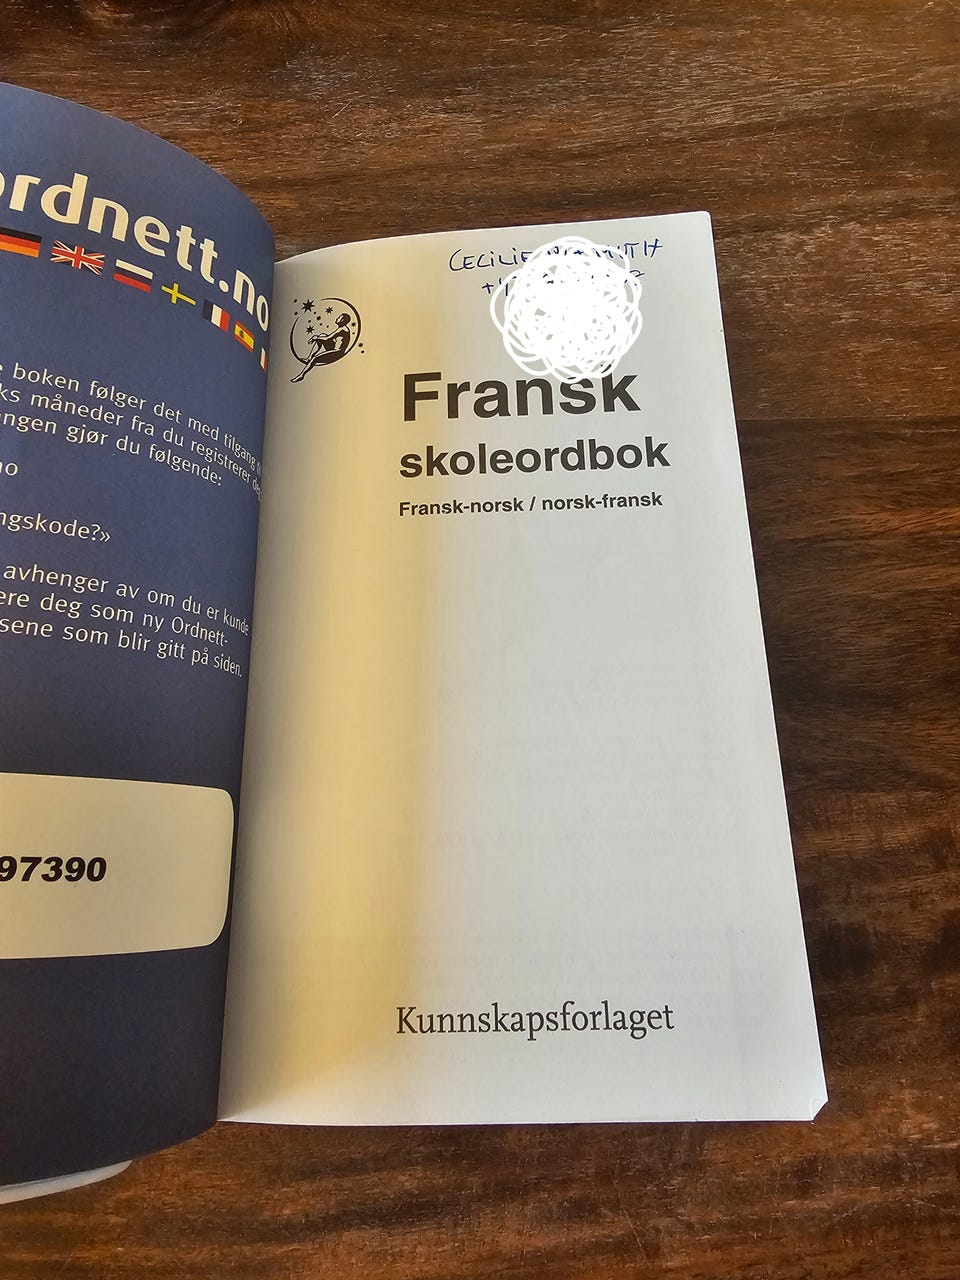 ordnett.no
boken følger det med tilgang
ks måneder fra du registrerer
ngen gjør du følgende:
no
ngskode?»
avhenger av om du er kunde
ere deg som ny Ordnett-
sene som blir gitt på siden.
97390
CECILIE
Fransk
skoleordbok
Fransk-norsk / norsk-fransk
Kunnskapsforlaget